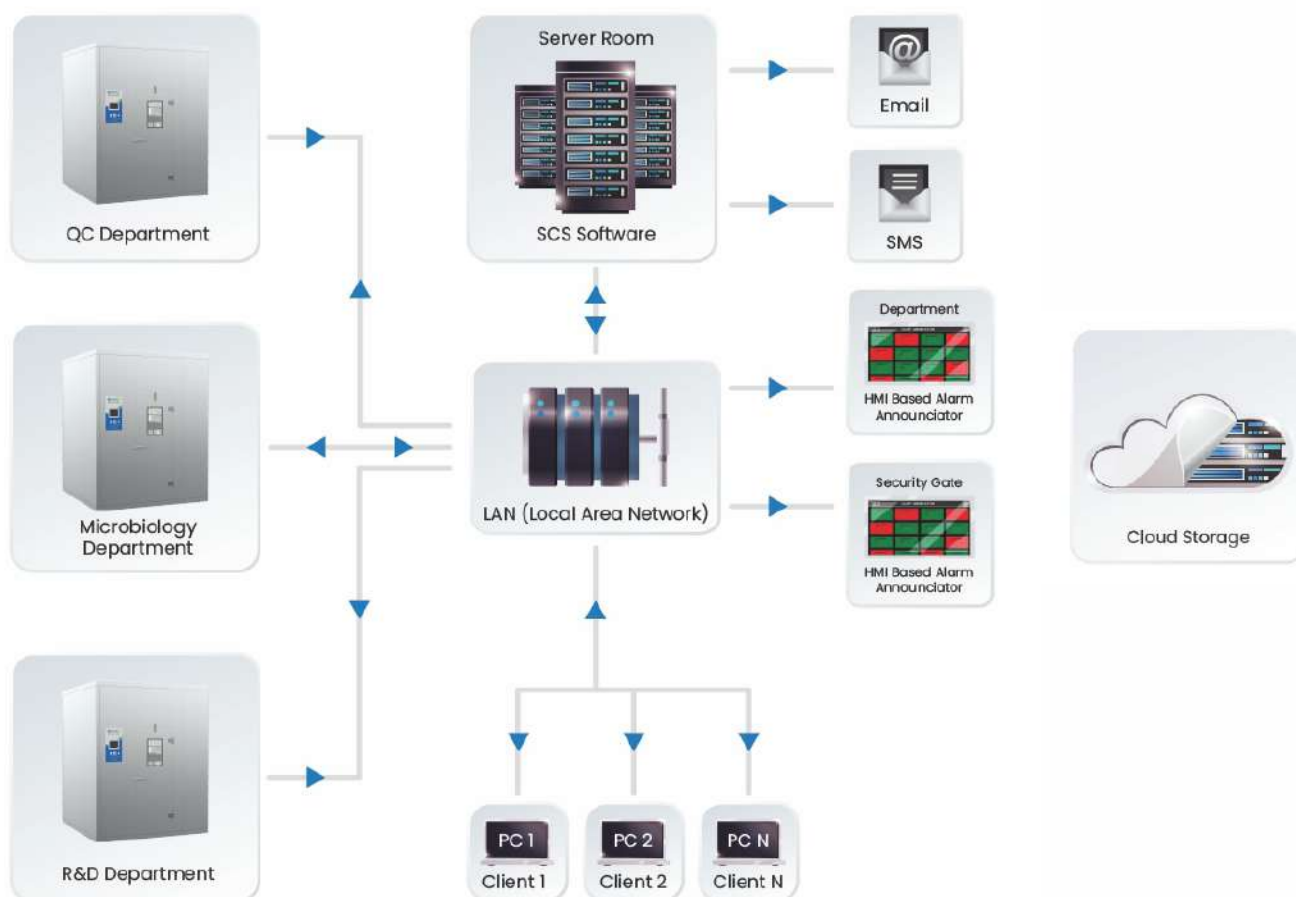 Server Room
SCS Software
Email
SMS
QC Department
Department
HMI Based Alarm
Announciator
Microbiology
Department
LAN (Local Area Network)
Security Gate
HMI Based Alarm
Announciator
Cloud Storage
R&D Department
PC 1
Client 1
PC 2
Client 2
PC N
Client N